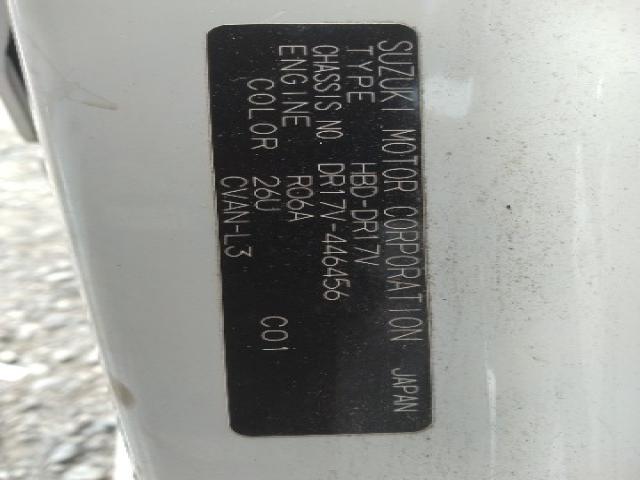 SUZUKI MOTOR CORPORATION JAPAN
TYPE HBD-DR17V
CHASSIS NO. DR17V-446456
ENGINE R06A
COLOR 26U C01
CVAN-L3